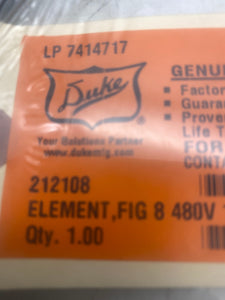 LP 7414717
GENU
Duke
Factor
Guara
Prove
Life T
FOR
CONTA
Your Solutions Partner
www.dukemfg.com
212108
ELEMENT,FIG 8 480V
Qty. 1.00